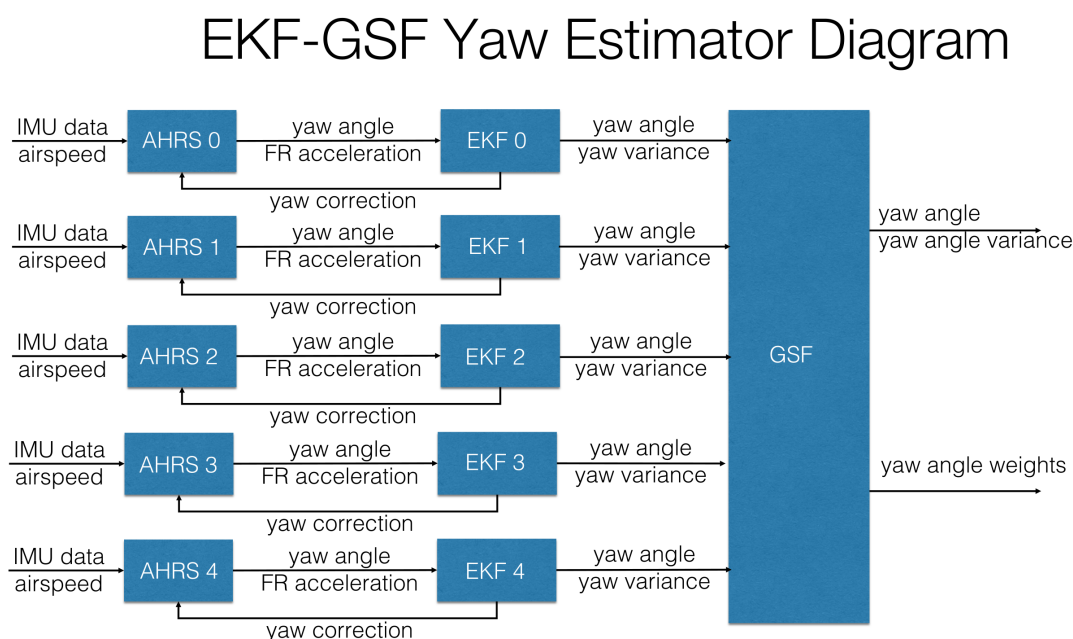 EKF-GSF Yaw Estimator Diagram
IMU data
airspeed
AHRS 0
yaw angle
FR acceleration
EKF 0
yaw angle
yaw variance
yaw correction
IMU data
airspeed
AHRS 1
yaw angle
FR acceleration
EKF 1
yaw angle
yaw variance
yaw correction
IMU data
airspeed
AHRS 2
yaw angle
FR acceleration
EKF 2
yaw angle
yaw variance
yaw correction
IMU data
airspeed
AHRS 3
yaw angle
FR acceleration
EKF 3
yaw angle
yaw variance
yaw correction
IMU data
airspeed
AHRS 4
yaw angle
FR acceleration
EKF 4
yaw angle
yaw variance
yaw correction
GSF
yaw angle
yaw angle variance
yaw angle weights